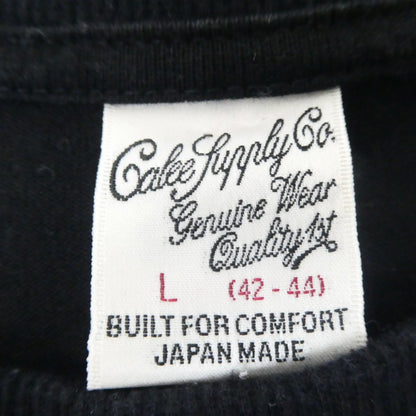 Calee Supply Co.
Genuine Wear
Quality 1st
L (42-44)
BUILT FOR COMFORT
JAPAN MADE